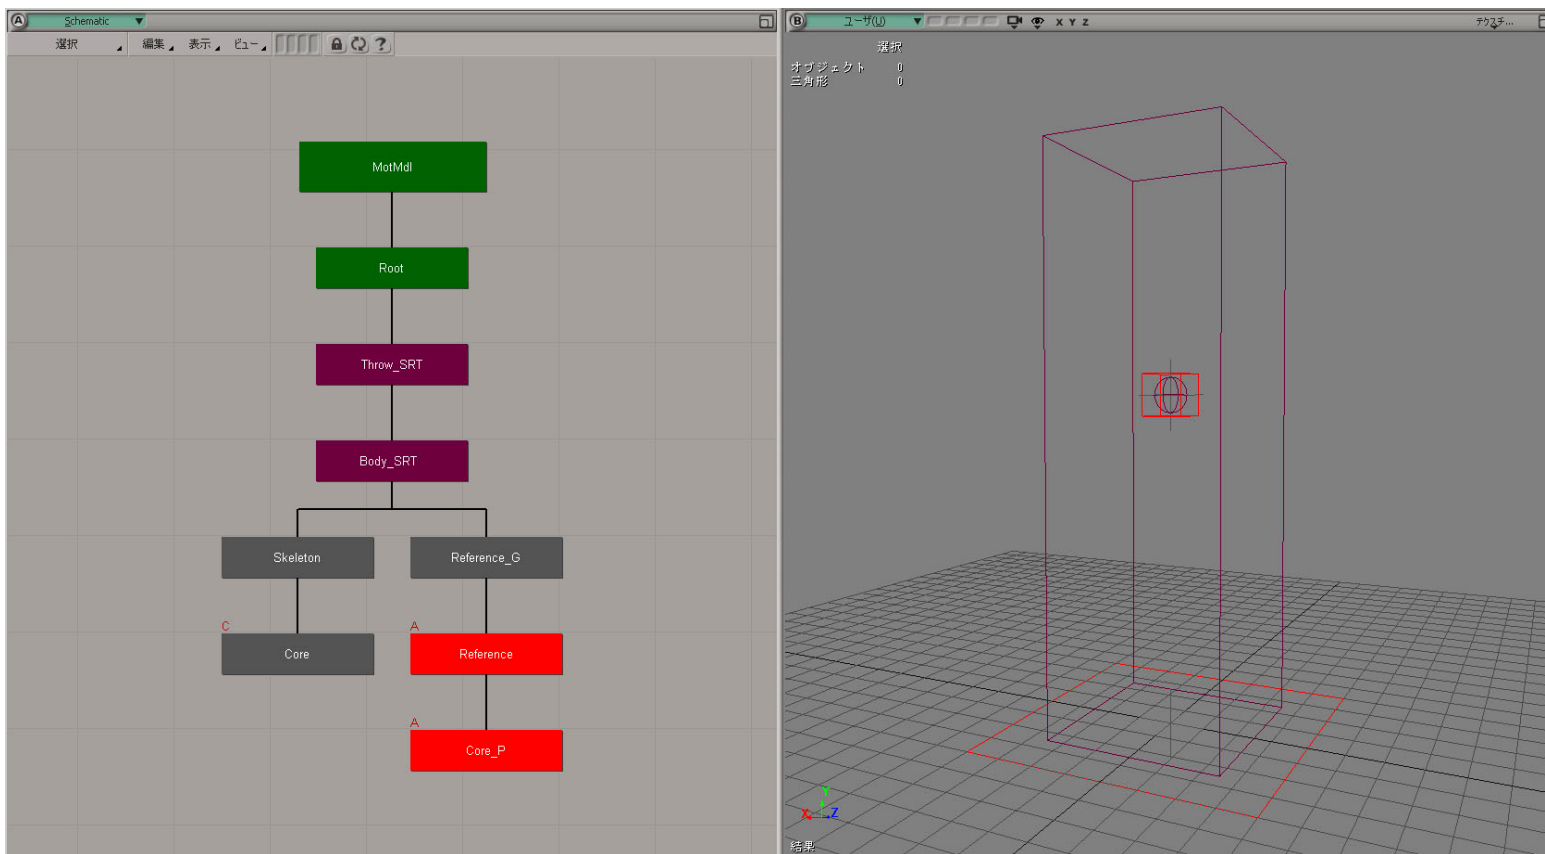 A Schematic
選択 編集 表示 ビュー ?
MotMdl
Root
Throw_SRT
Body_SRT
Skeleton Reference_G
C A
Core Reference
A
Core_P
B ユーザ(U) X Y Z テクスチ...
選択
オブジェクト 0
三角形 0
Y
X Z
結果